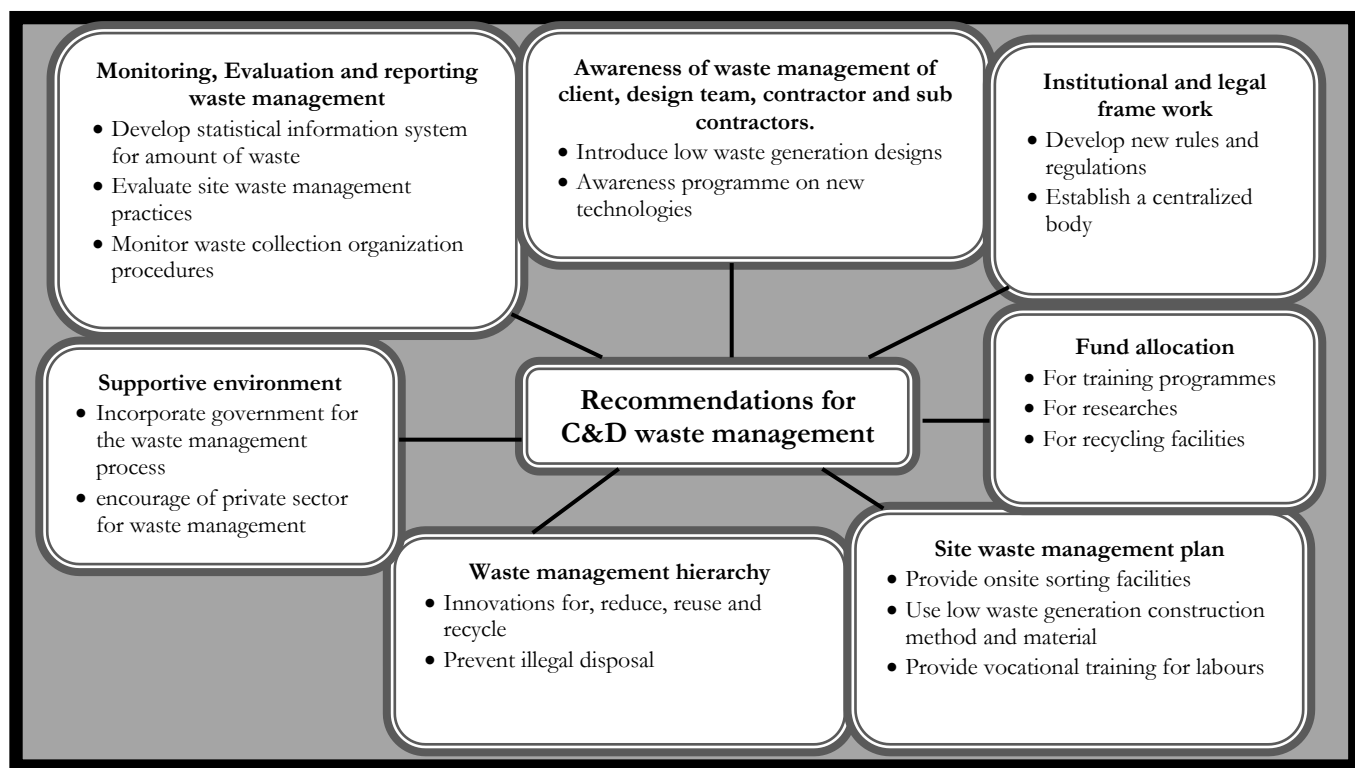 Monitoring, Evaluation and reporting
waste management
• Develop statistical information system
for amount of waste
• Evaluate site waste management
practices
• Monitor waste collection organization
procedures
Awareness of waste management of
client, design team, contractor and sub
contractors.
• Introduce low waste generation designs
• Awareness programme on new
technologies
Institutional and legal
frame work
• Develop new rules and
regulations
• Establish a centralized
body
Supportive environment
• Incorporate government for
the waste management
process
• encourage of private sector
for waste management
Recommendations for
C&D waste management
Fund allocation
• For training programmes
• For researches
• For recycling facilities
Waste management hierarchy
• Innovations for, reduce, reuse and
recycle
• Prevent illegal disposal
Site waste management plan
• Provide onsite sorting facilities
• Use low waste generation construction
method and material
• Provide vocational training for labours